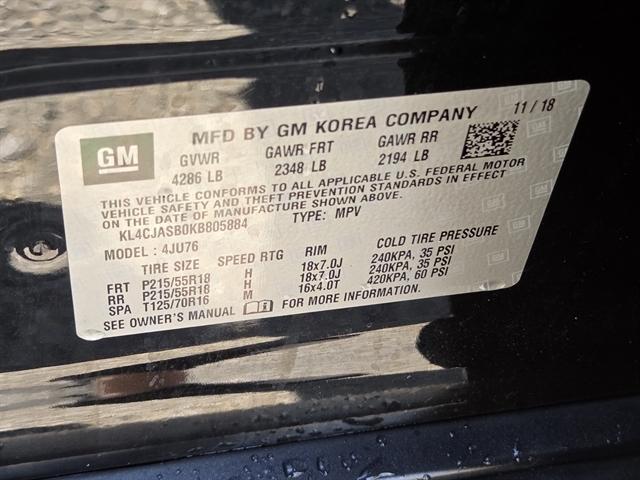 GM
MFD BY GM KOREA COMPANY 11/18
GVWR GAWR FRT GAWR RR
4286 LB 2348 LB 2194 LB
THIS VEHICLE CONFORMS TO ALL APPLICABLE U.S. FEDERAL MOTOR
VEHICLE SAFETY AND THEFT PREVENTION STANDARDS IN EFFECT
ON THE DATE OF MANUFACTURE SHOWN ABOVE.
KL4CJASB0KB805884 TYPE: MPV
MODEL : 4JU76
TIRE SIZE SPEED RTG RIM COLD TIRE PRESSURE
FRT P215/55R18 H 18x7.0J 240KPA, 35 PSI
RR P215/55R18 H 18x7.0J 240KPA, 35 PSI
SPA T125/70R16 M 16x4.0T 420KPA, 60 PSI
SEE OWNER'S MANUAL FOR MORE INFORMATION.